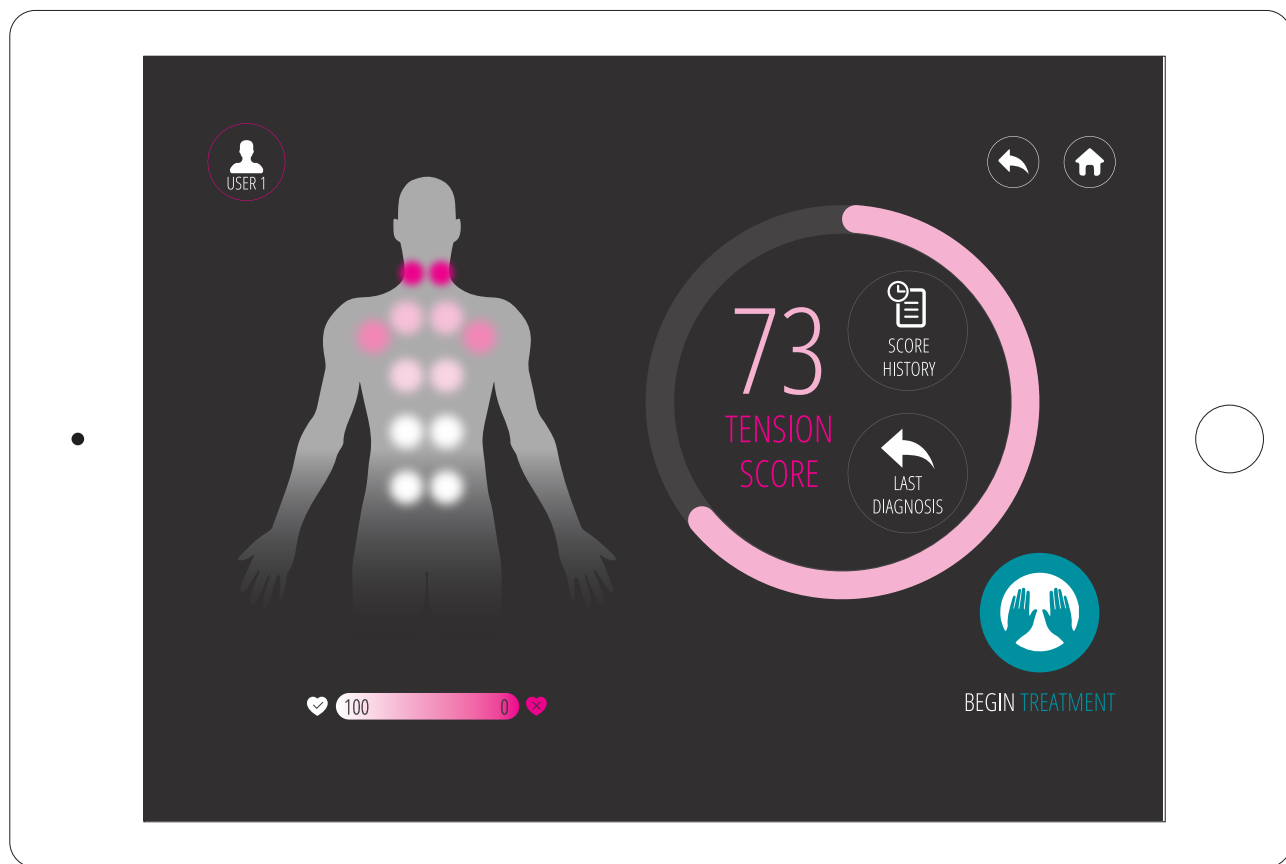 USER 1
73
TENSION
SCORE
SCORE
HISTORY
LAST
DIAGNOSIS
100 0
BEGIN TREATMENT